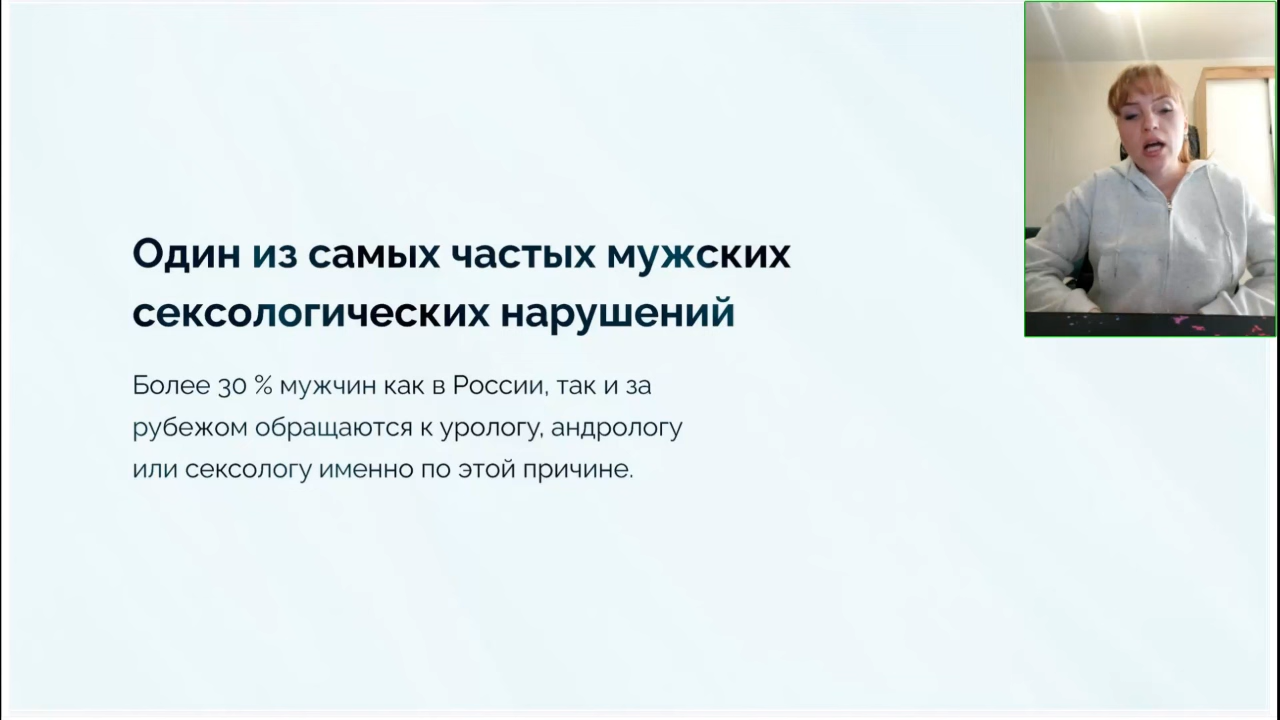 Один из самых частых мужских
сексологических нарушений
Более 30 % мужчин как в России, так и за
рубежом обращаются к урологу, андрологу
или сексологу именно по этой причине.